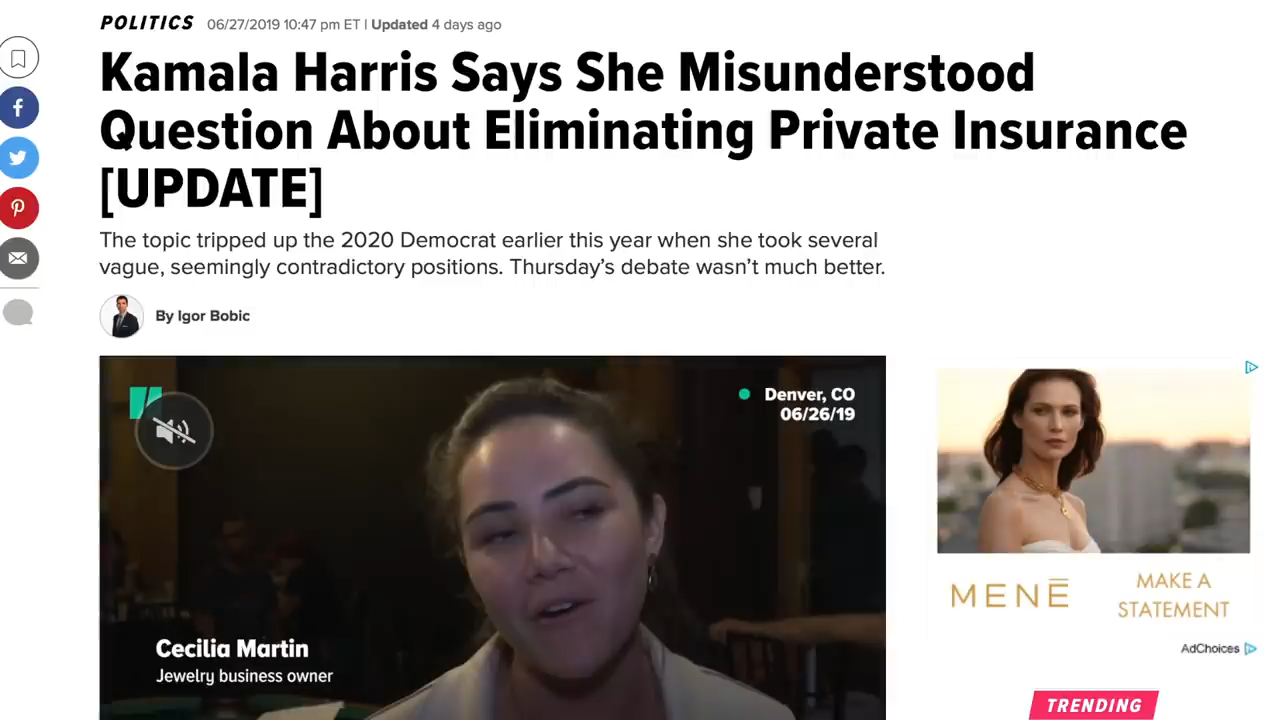 POLITICS 06/27/2019 10:47 pm ET | Updated 4 days ago
Kamala Harris Says She Misunderstood
Question About Eliminating Private Insurance
[UPDATE]
The topic tripped up the 2020 Democrat earlier this year when she took several
vague, seemingly contradictory positions. Thursday’s debate wasn’t much better.
By Igor Bobic
Denver, CO
06/26/19
Cecilia Martin
Jewelry business owner
MENĒ
MAKE A
STATEMENT
AdChoices
TRENDING